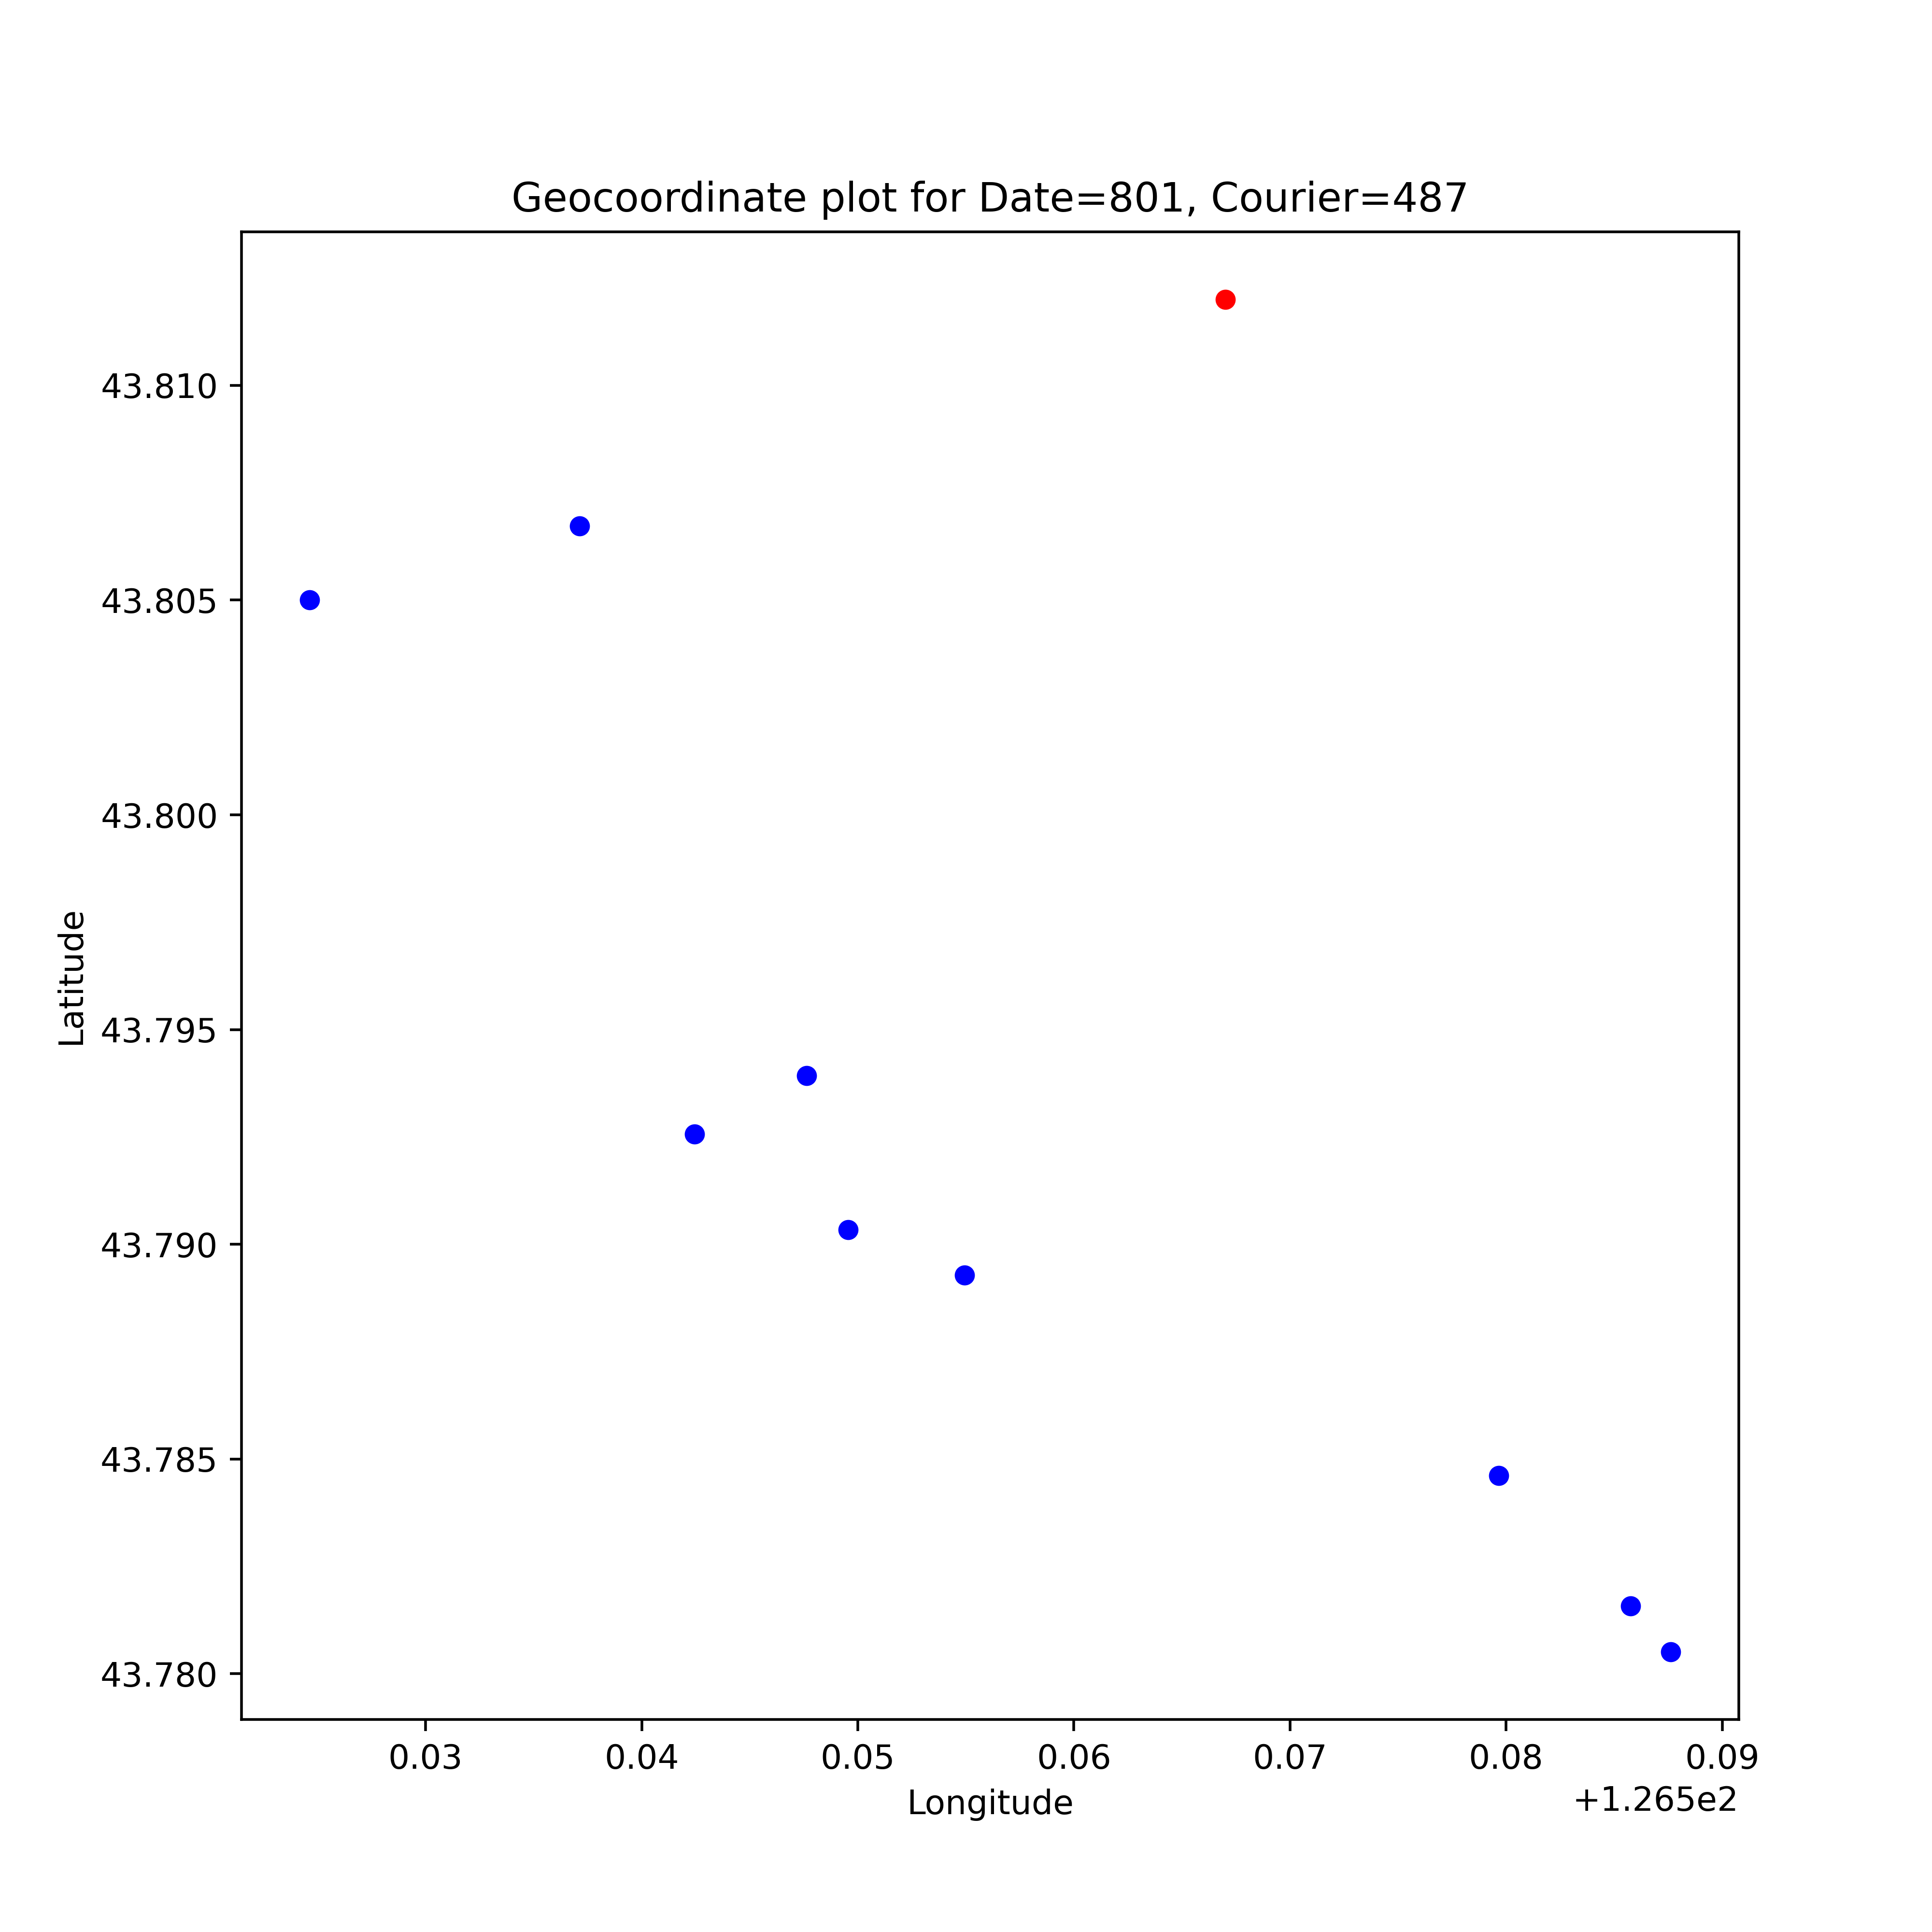 Geocoordinate plot for Date=801, Courier=487
43.810
43.805
43.800
43.795
43.790
43.785
43.780
Latitude
0.03 0.04 0.05 0.06 0.07 0.08 0.09
Longitude
+1.265e2